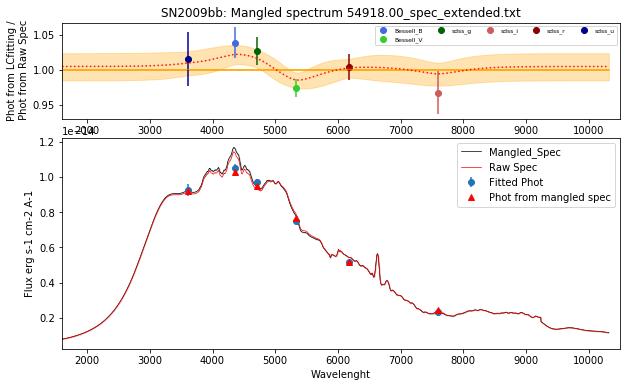 SN2009bb: Mangled spectrum 54918.00_spec_extended.txt
Phot from LCfitting /
Phot from Raw Spec
1.05
1.00
0.95
Bessell_B
Bessell_V
sdss_g
sdss_i
sdss_r
sdss_u
2000 3000 4000 5000 6000 7000 8000 9000 10000
1e-14
Flux erg s-1 cm-2 A-1
1.2
1.0
0.8
0.6
0.4
0.2
Mangled_Spec
Raw Spec
Fitted Phot
Phot from mangled spec
2000 3000 4000 5000 6000 7000 8000 9000 10000
Wavelenght